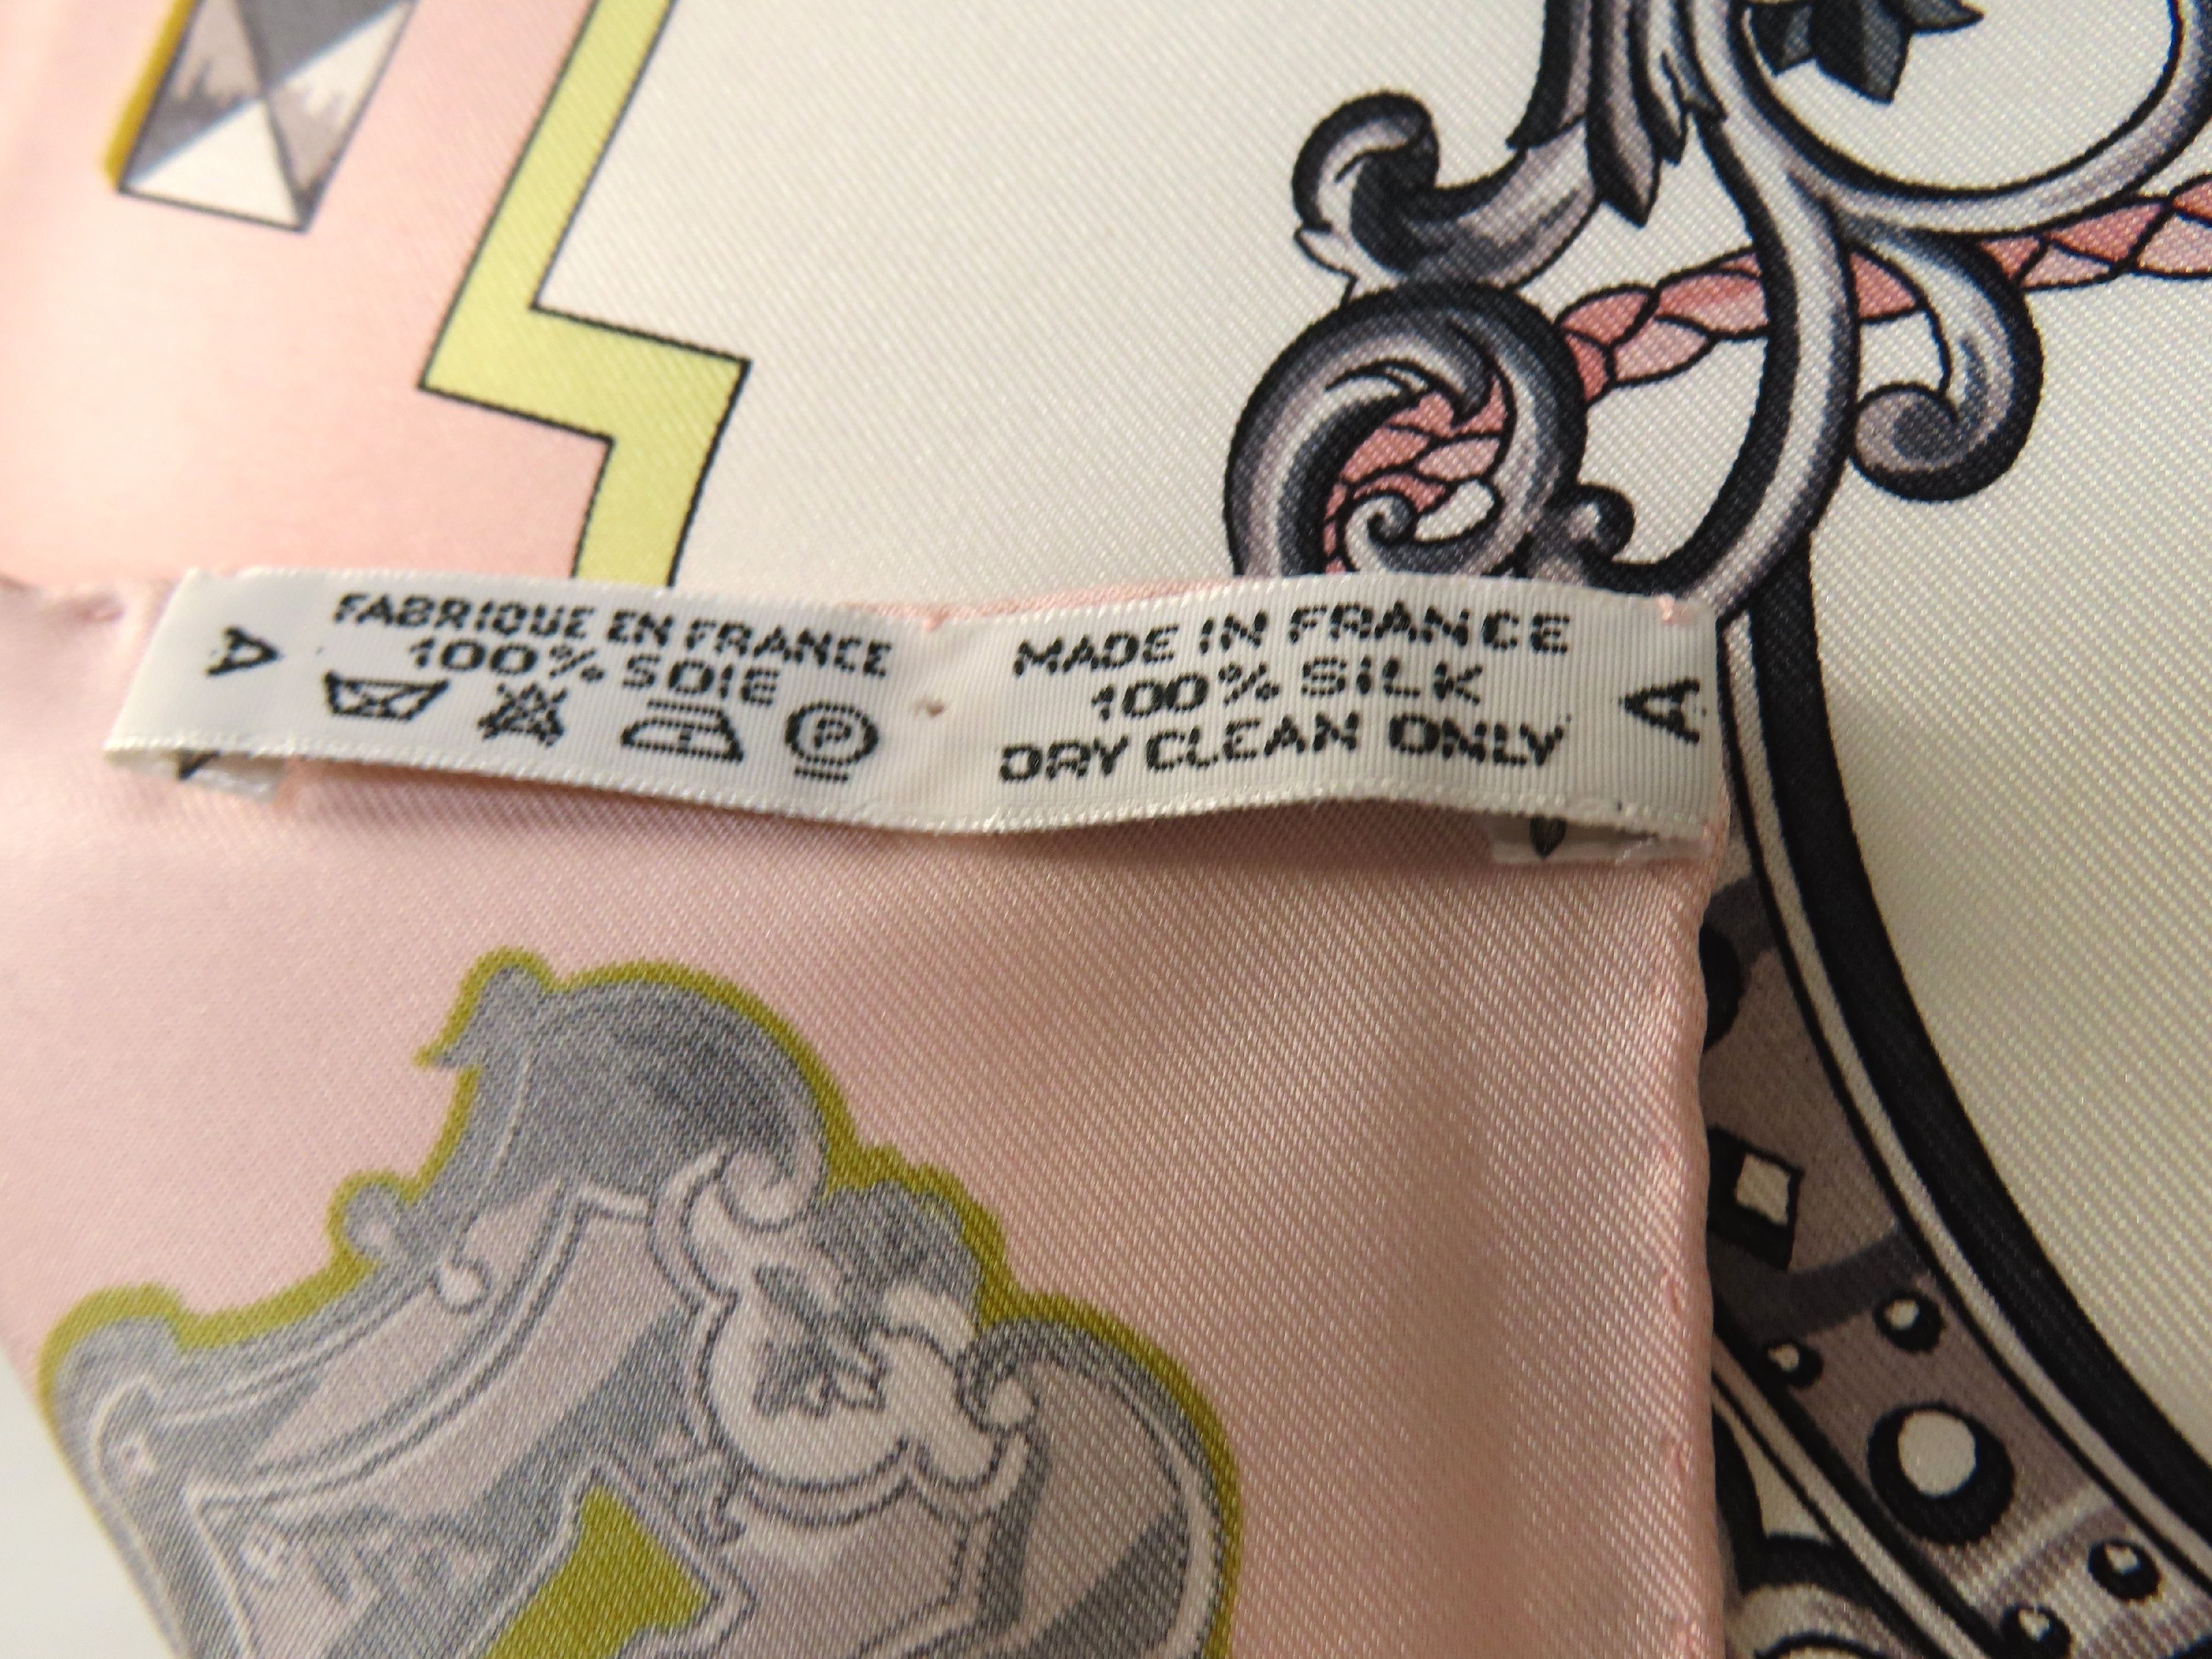 A
FABRIQUE EN FRANCE
100% SOIE
P
MADE IN FRANCE
100% SILK
DRY CLEAN ONLY
A